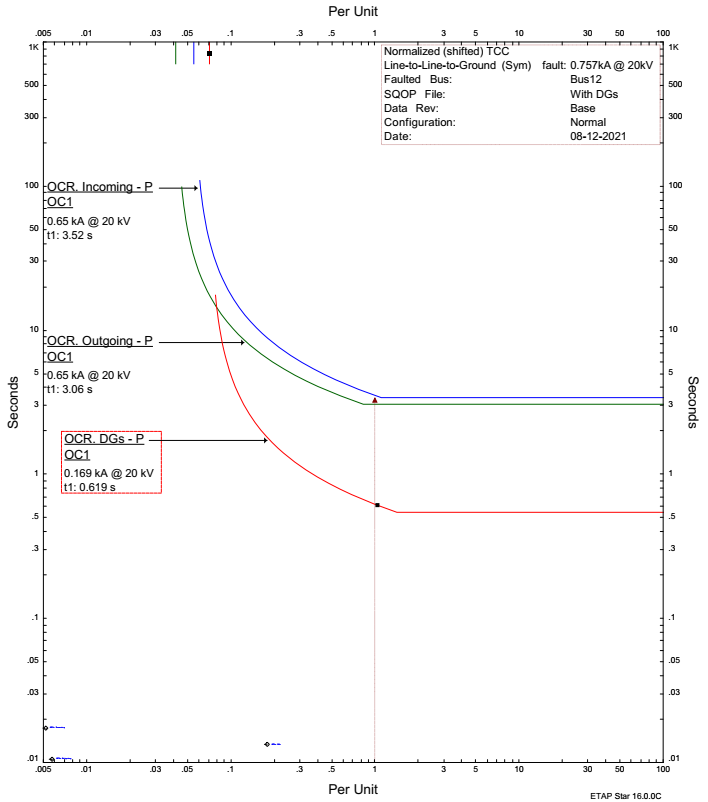 Per Unit
.005 .01 .03 .05 .1 .3 .5 1 3 5 10 30 50 100
1K 1K
Normalized (shifted) TCC
Line-to-Line-to-Ground (Sym) fault: 0.757kA @ 20kV
Faulted Bus: Bus12
SQOP File: With DGs
Data Rev: Base
Configuration: Normal
Date: 08-12-2021
500 500
300 300
100 100
OCR. Incoming - P
OC1
0.65 kA @ 20 kV
t1: 3.52 s
50 50
30 30
10 10
OCR. Outgoing - P
OC1
0.65 kA @ 20 kV
t1: 3.06 s
5 5
3 3
Seconds Seconds
OCR. DGs - P
OC1
0.169 kA @ 20 kV
t1: 0.619 s
1 1
.5 .5
.3 .3
.1 .1
.05 .05
.03 .03
.01 .01
.005 .01 .03 .05 .1 .3 .5 1 3 5 10 30 50 100
Per Unit
ETAP Star 16.0.0C